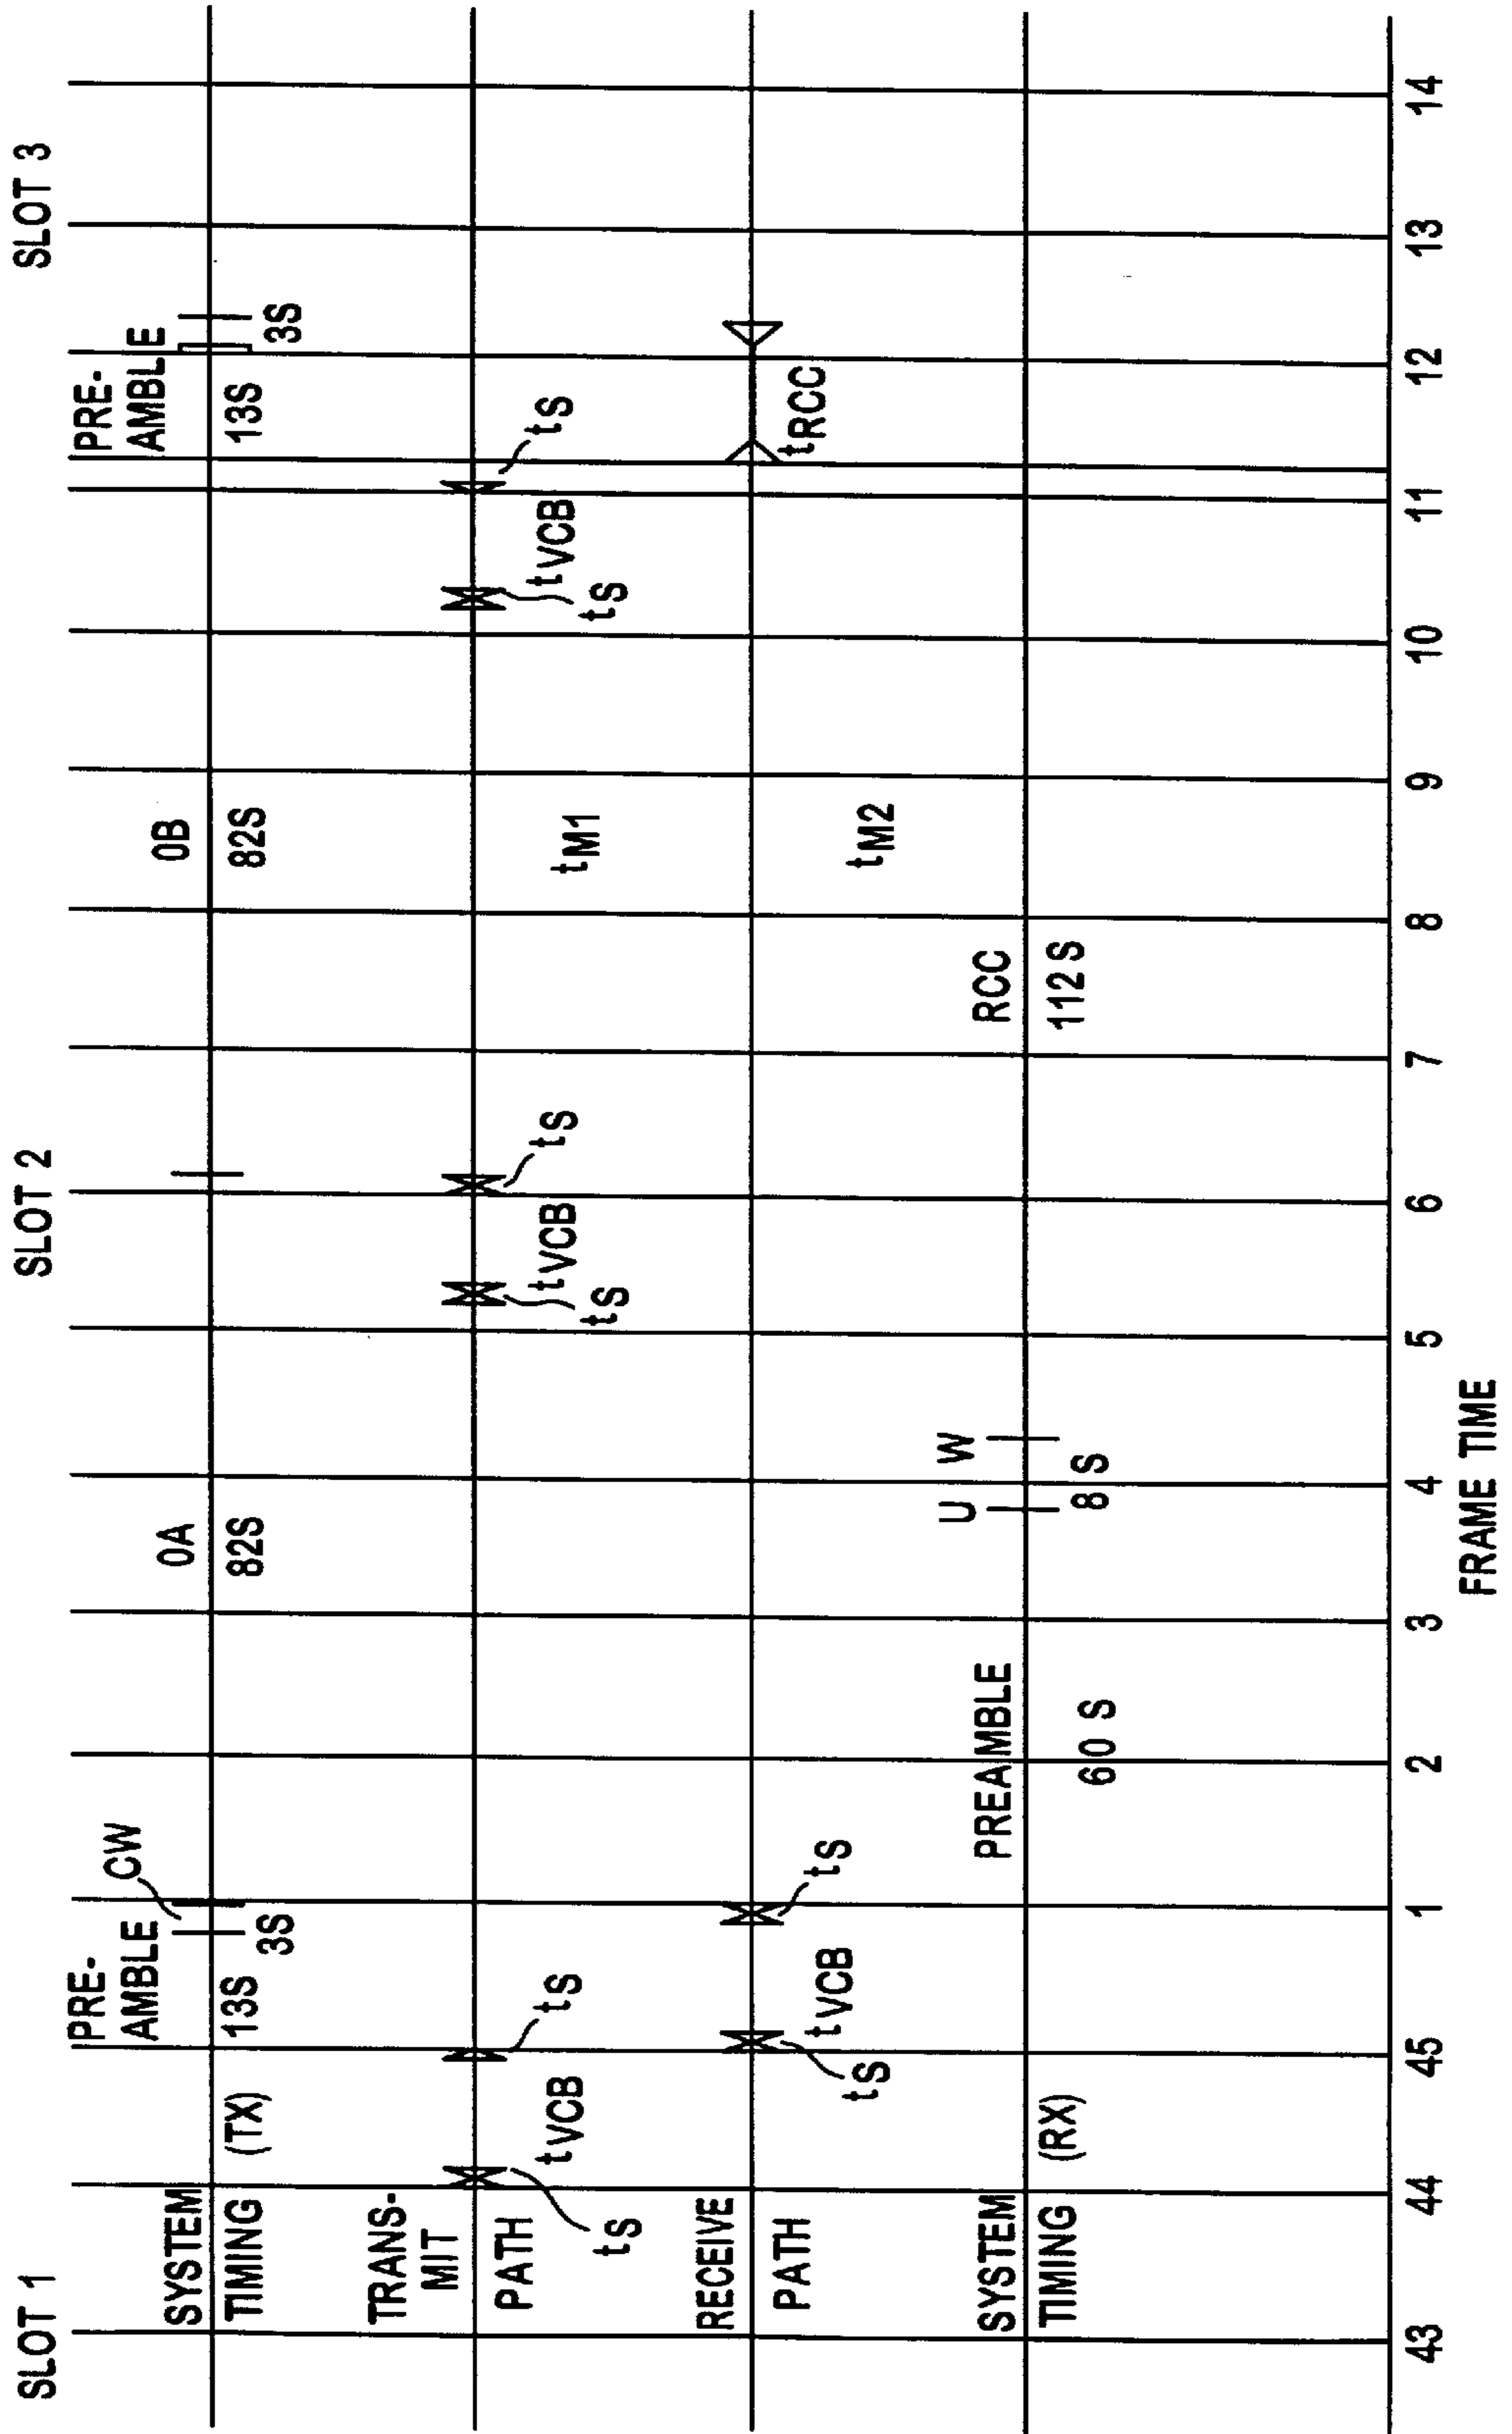 SLOT 1
SLOT 2
SLOT 3
PRE-
AMBLE
CW
13S
3S
0A
82S
0B
82S
PRE-
AMBLE
13S
3S
SYSTEM
TIMING (TX)
TRANS-
MIT
PATH
tS
tVCB
tS
tS
tVCB
tS
tM1
tS
tVCB
tS
RECEIVE
PATH
tS
tVCB
tS
tM2
tRCC
SYSTEM
TIMING (RX)
PREAMBLE
60 S
U W
8 S
RCC
112 S
43 44 45 1 2 3 4 5 6 7 8 9 10 11 12 13 14
FRAME TIME